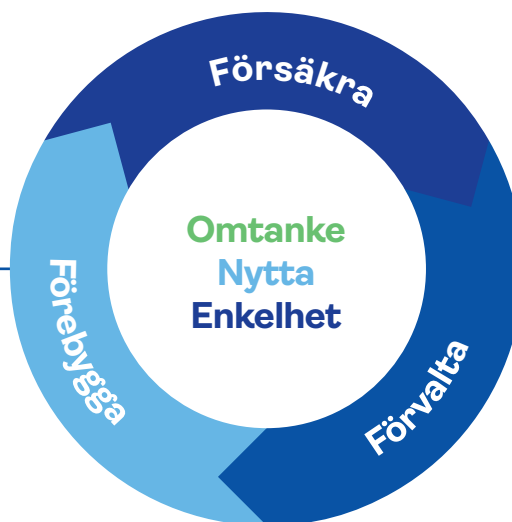 Försäkra
Omtanke
Nytta
Enkelhet
Förebygga
Förvalta